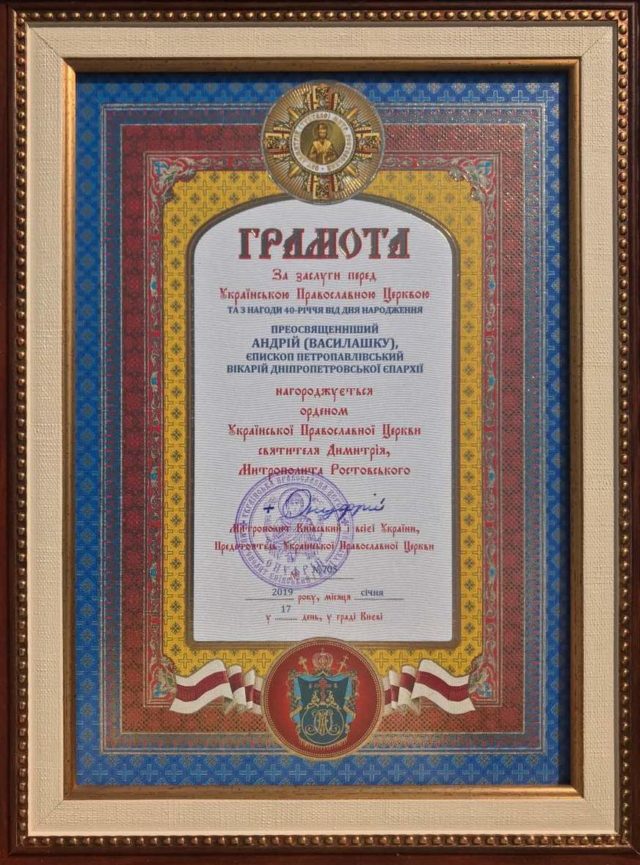 ГРАМОТА
За заслуги перед
Українською Православною Церквою
ТА З НАГОДИ 40-РІЧЧЯ ВІД ДНЯ НАРОДЖЕННЯ
ПРЕОСВЯЩЕННІШИЙ
АНДРІЙ (ВАСИЛАШКУ),
ЄПИСКОП ПЕТРОПАВЛІВСЬКИЙ
ВІКАРІЙ ДНІПРОПЕТРОВСЬКОЇ ЄПАРХІЇ
нагороджується
орденом
Української Православної Церкви
святителя Димитрія,
Митрополита Ростовського
+ Онуфрій
Митрополит Київський і всієї України,
Предстоятель Української Православної Церкви
№705
2019 року, місяця січня
17
у день, у граді Києві